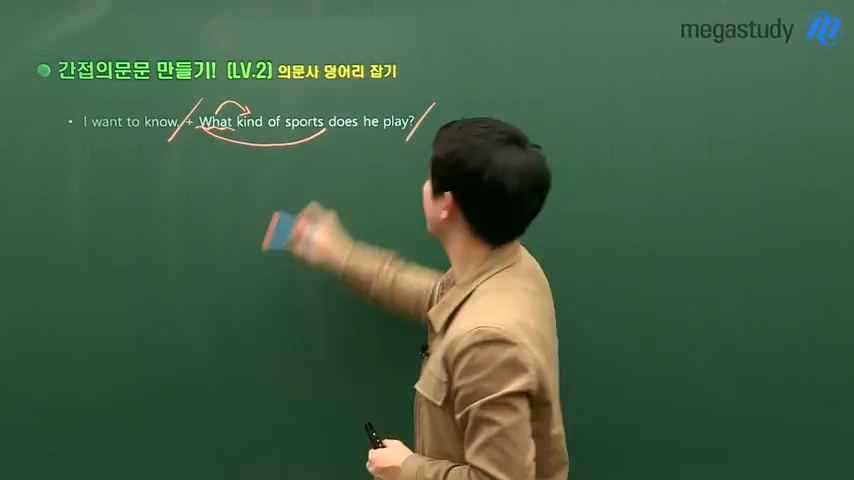 megastudy
간접의문문 만들기! (LV.2) 의문사 덩어리 잡기
• I want to know. + What kind of sports does he play?